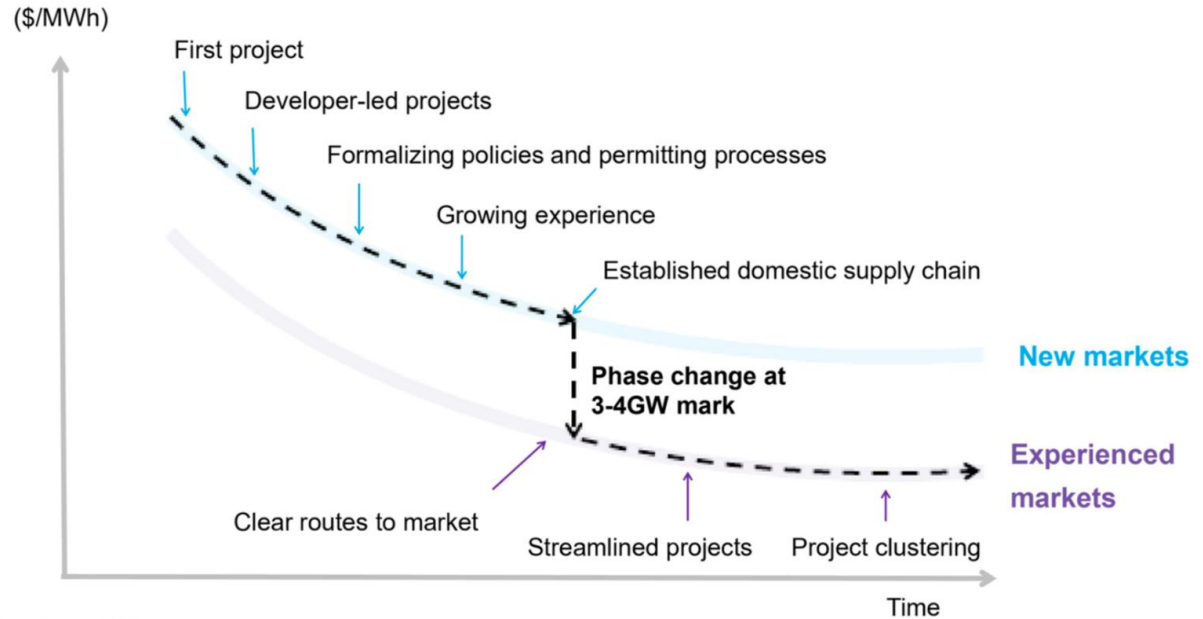 ($/MWh)
First project
Developer-led projects
Formalizing policies and permitting processes
Growing experience
Established domestic supply chain
New markets
Phase change at
3-4GW mark
Experienced
markets
Clear routes to market
Streamlined projects
Project clustering
Time